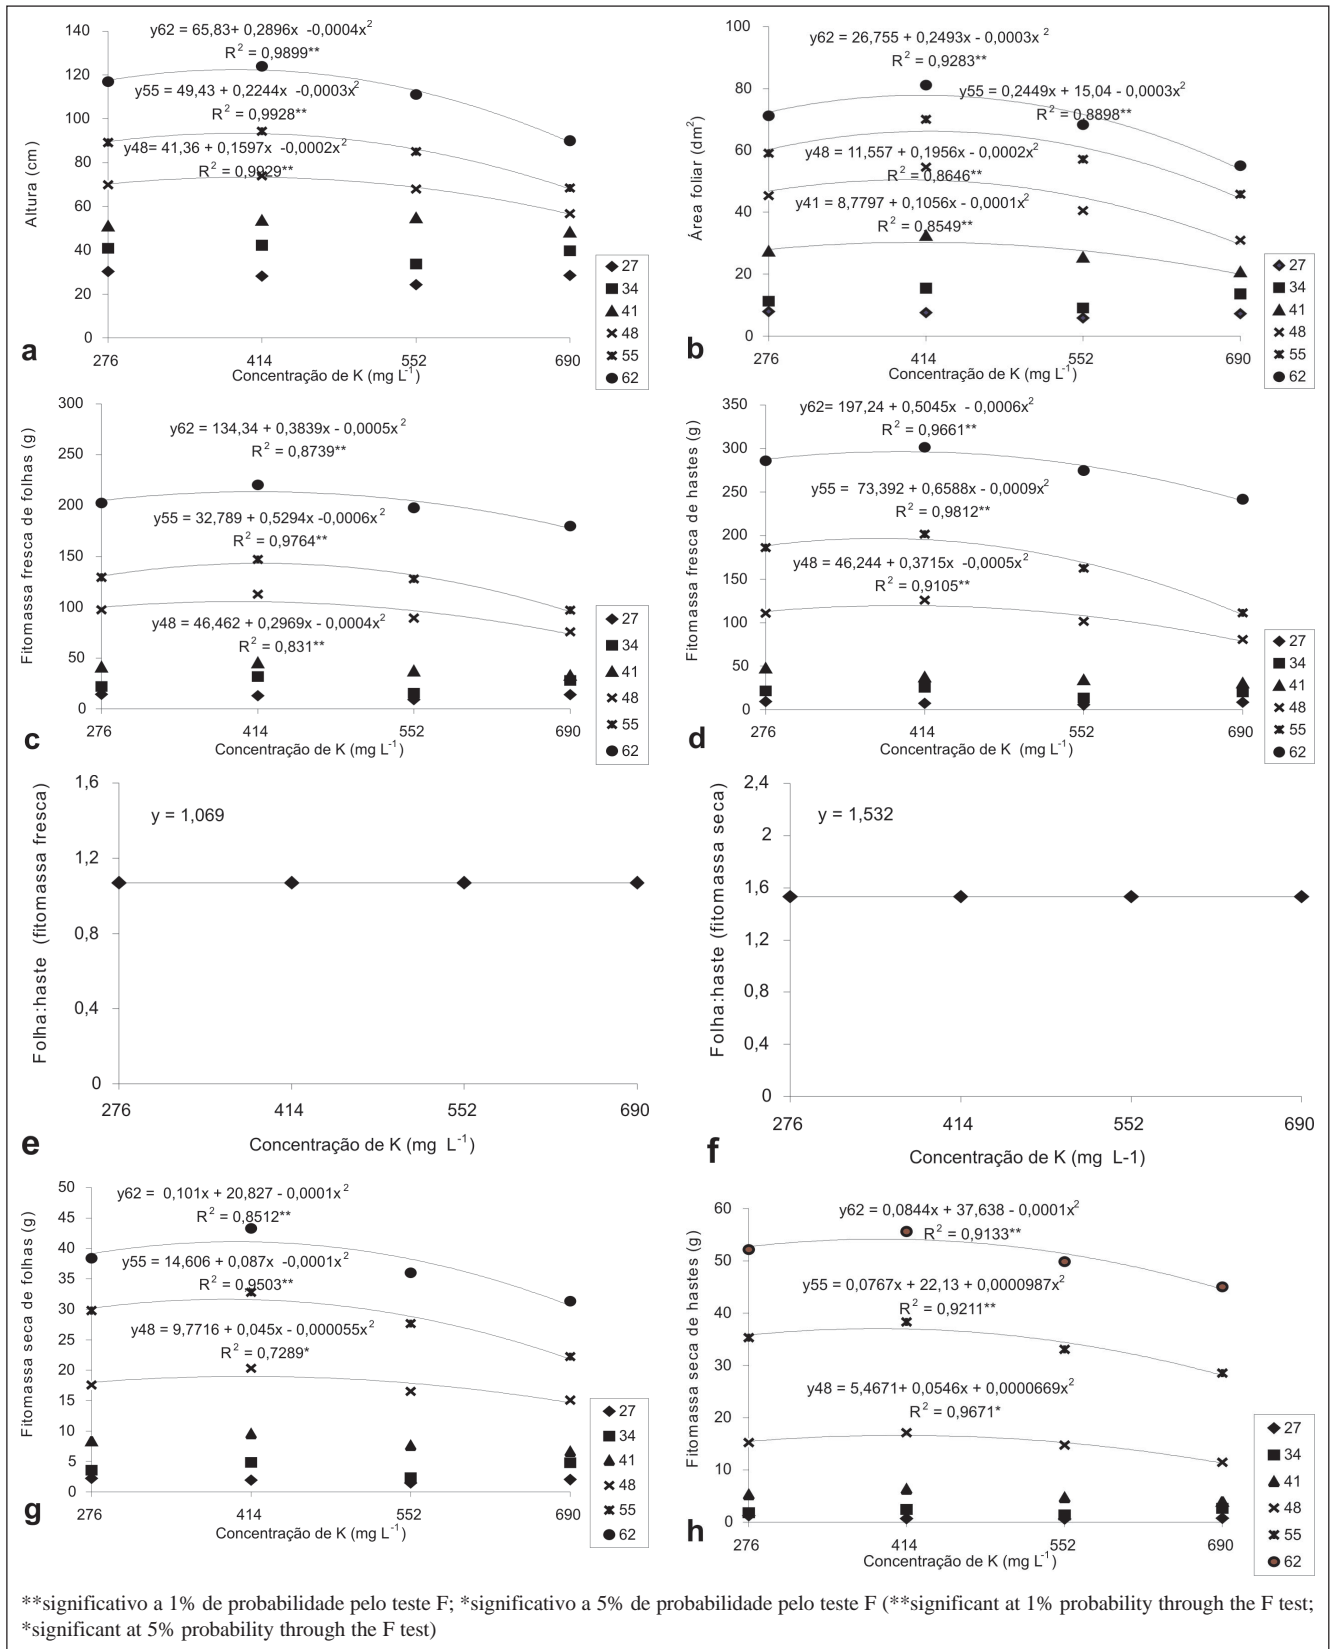 y62 = 65,83+ 0,2896x -0,0004x²
R² = 0,9899**
y55 = 49,43 + 0,2244x -0,0003x²
R² = 0,9928**
y48= 41,36 + 0,1597x -0,0002x²
R² = 0,9929**
Altura (cm)
140
120
100
80
60
40
20
0
276
414
552
690
Concentração de K (mg L⁻¹)
a
27
34
41
48
55
62
y62 = 26,755 + 0,2493x - 0,0003x²
R² = 0,9283**
y55 = 0,2449x + 15,04 - 0,0003x²
R² = 0,8898**
y48 = 11,557 + 0,1956x - 0,0002x²
R² = 0,8646**
y41 = 8,7797 + 0,1056x - 0,0001x²
R² = 0,8549**
Área foliar (dm²)
100
80
60
40
20
0
276
414
552
690
Concentração de K (mg L⁻¹)
b
27
34
41
48
55
62
y62 = 134,34 + 0,3839x - 0,0005x²
R² = 0,8739**
y55 = 32,789 + 0,5294x -0,0006x²
R² = 0,9764**
y48 = 46,462 + 0,2969x - 0,0004x²
R² = 0,831**
Fitomassa fresca de folhas (g)
300
250
200
150
100
50
0
276
414
552
690
Concentração de K (mg L⁻¹)
c
27
34
41
48
55
62
y62= 197,24 + 0,5045x - 0,0006x²
R² = 0,9661**
y55 = 73,392 + 0,6588x - 0,0009x²
R² = 0,9812**
y48 = 46,244 + 0,3715x -0,0005x²
R² = 0,9105**
Fitomassa fresca de hastes (g)
350
300
250
200
150
100
50
0
276
414
552
690
Concentração de K (mg L⁻¹)
d
27
34
41
48
55
62
y = 1,069
Folha:haste (fitomassa fresca)
1,6
1,2
0,8
0,4
0
276
414
552
690
Concentração de K (mg L⁻¹)
e
y = 1,532
Folha:haste (fitomassa seca)
2,4
2
1,6
1,2
0,8
0,4
0
276
414
552
690
Concentração de K (mg L-1)
f
y62 = 0,101x + 20,827 - 0,0001x²
R² = 0,8512**
y55 = 14,606 + 0,087x -0,0001x²
R² = 0,9503**
y48 = 9,7716 + 0,045x - 0,000055x²
R² = 0,7289*
Fitomassa seca de folhas (g)
50
45
40
35
30
25
20
15
10
5
0
276
414
552
690
Concentração de K (mg L⁻¹)
g
27
34
41
48
55
62
y62 = 0,0844x + 37,638 - 0,0001x²
R² = 0,9133**
y55 = 0,0767x + 22,13 + 0,0000987x²
R² = 0,9211**
y48 = 5,4671+ 0,0546x + 0,0000669x²
R² = 0,9671*
Fitomassa seca de hastes (g)
60
50
40
30
20
10
0
276
414
552
690
Concentração de K (mg L⁻¹)
h
27
34
41
48
55
62
**significativo a 1% de probabilidade pelo teste F; *significativo a 5% de probabilidade pelo teste F (**significant at 1% probability through the F test;
*significant at 5% probability through the F test)